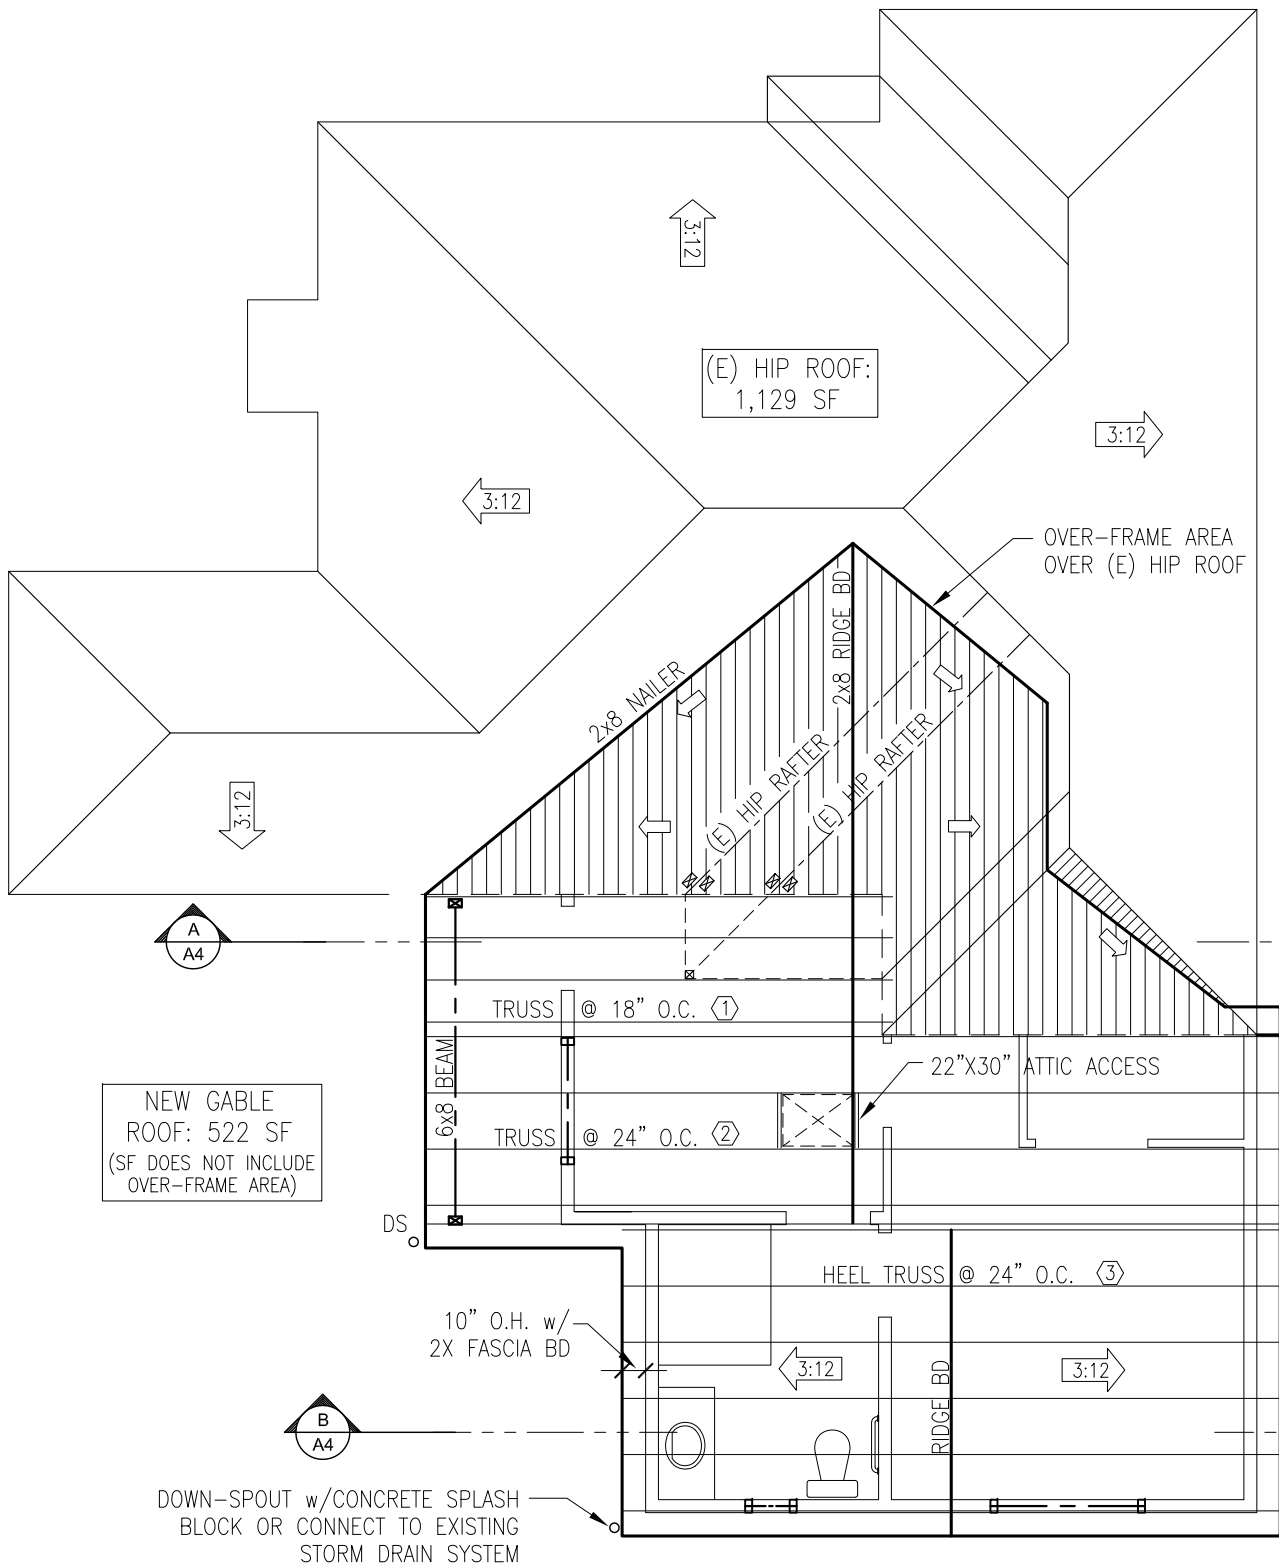 3:12
(E) HIP ROOF:
1,129 SF
3:12
3:12
OVER-FRAME AREA
OVER (E) HIP ROOF
2x8 RIDGE BD
2x8 NAILER
(E) HIP RAFTER
(E) HIP RAFTER
3:12
A
A4
TRUSS @ 18" O.C. 1
6x8 BEAM
22"X30" ATTIC ACCESS
NEW GABLE
ROOF: 522 SF
(SF DOES NOT INCLUDE
OVER-FRAME AREA)
TRUSS @ 24" O.C. 2
DS
HEEL TRUSS @ 24" O.C. 3
10" O.H. w/
2X FASCIA BD
3:12
3:12
RIDGE BD
B
A4
DOWN-SPOUT w/CONCRETE SPLASH
BLOCK OR CONNECT TO EXISTING
STORM DRAIN SYSTEM